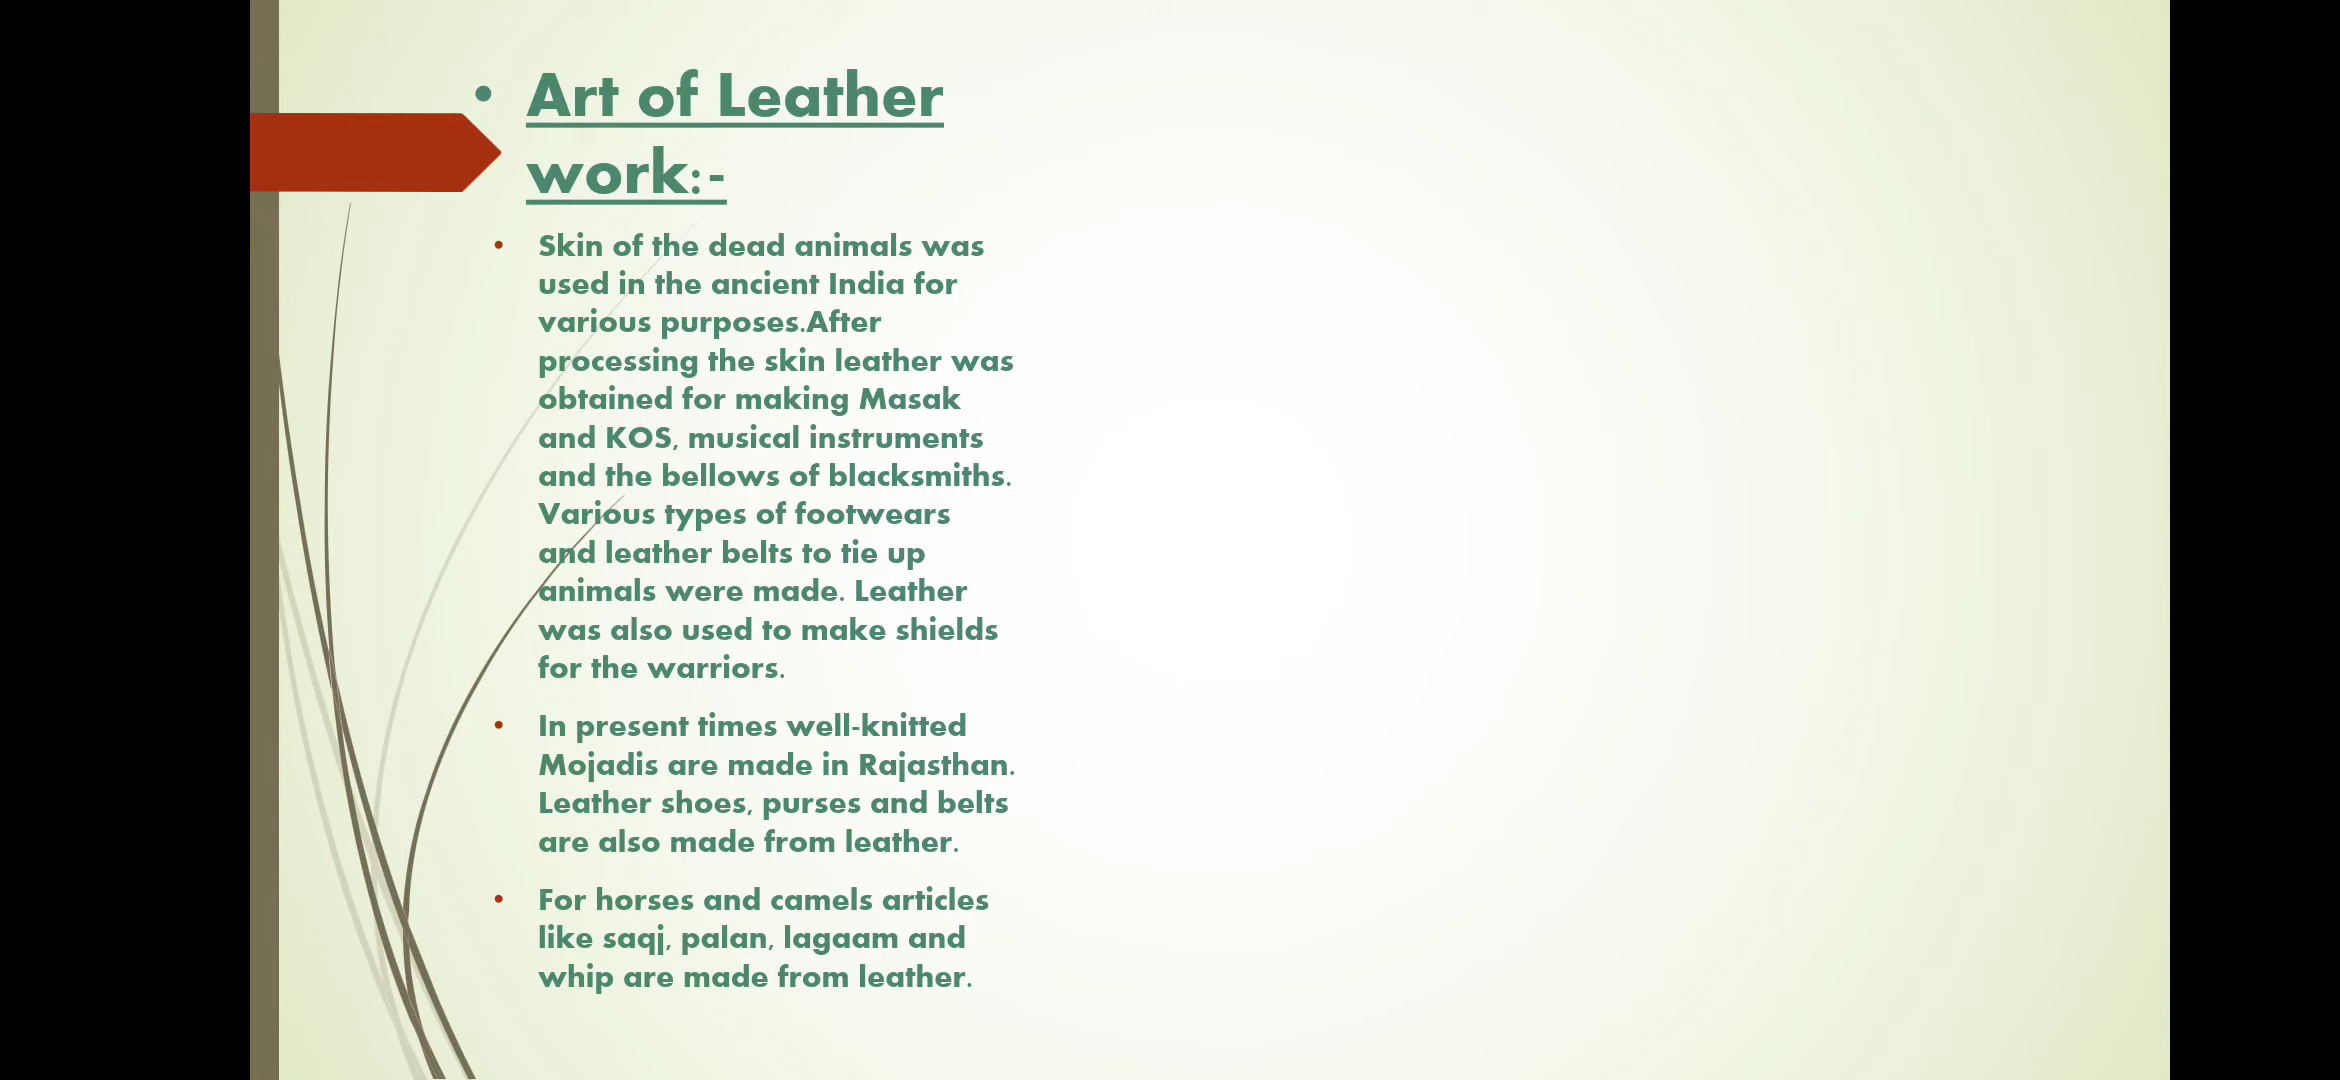 • Art of Leather
work:-
• Skin of the dead animals was
used in the ancient India for
various purposes.After
processing the skin leather was
obtained for making Masak
and KOS, musical instruments
and the bellows of blacksmiths.
Various types of footwears
and leather belts to tie up
animals were made. Leather
was also used to make shields
for the warriors.
• In present times well-knitted
Mojadis are made in Rajasthan.
Leather shoes, purses and belts
are also made from leather.
• For horses and camels articles
like saqj, palan, lagaam and
whip are made from leather.